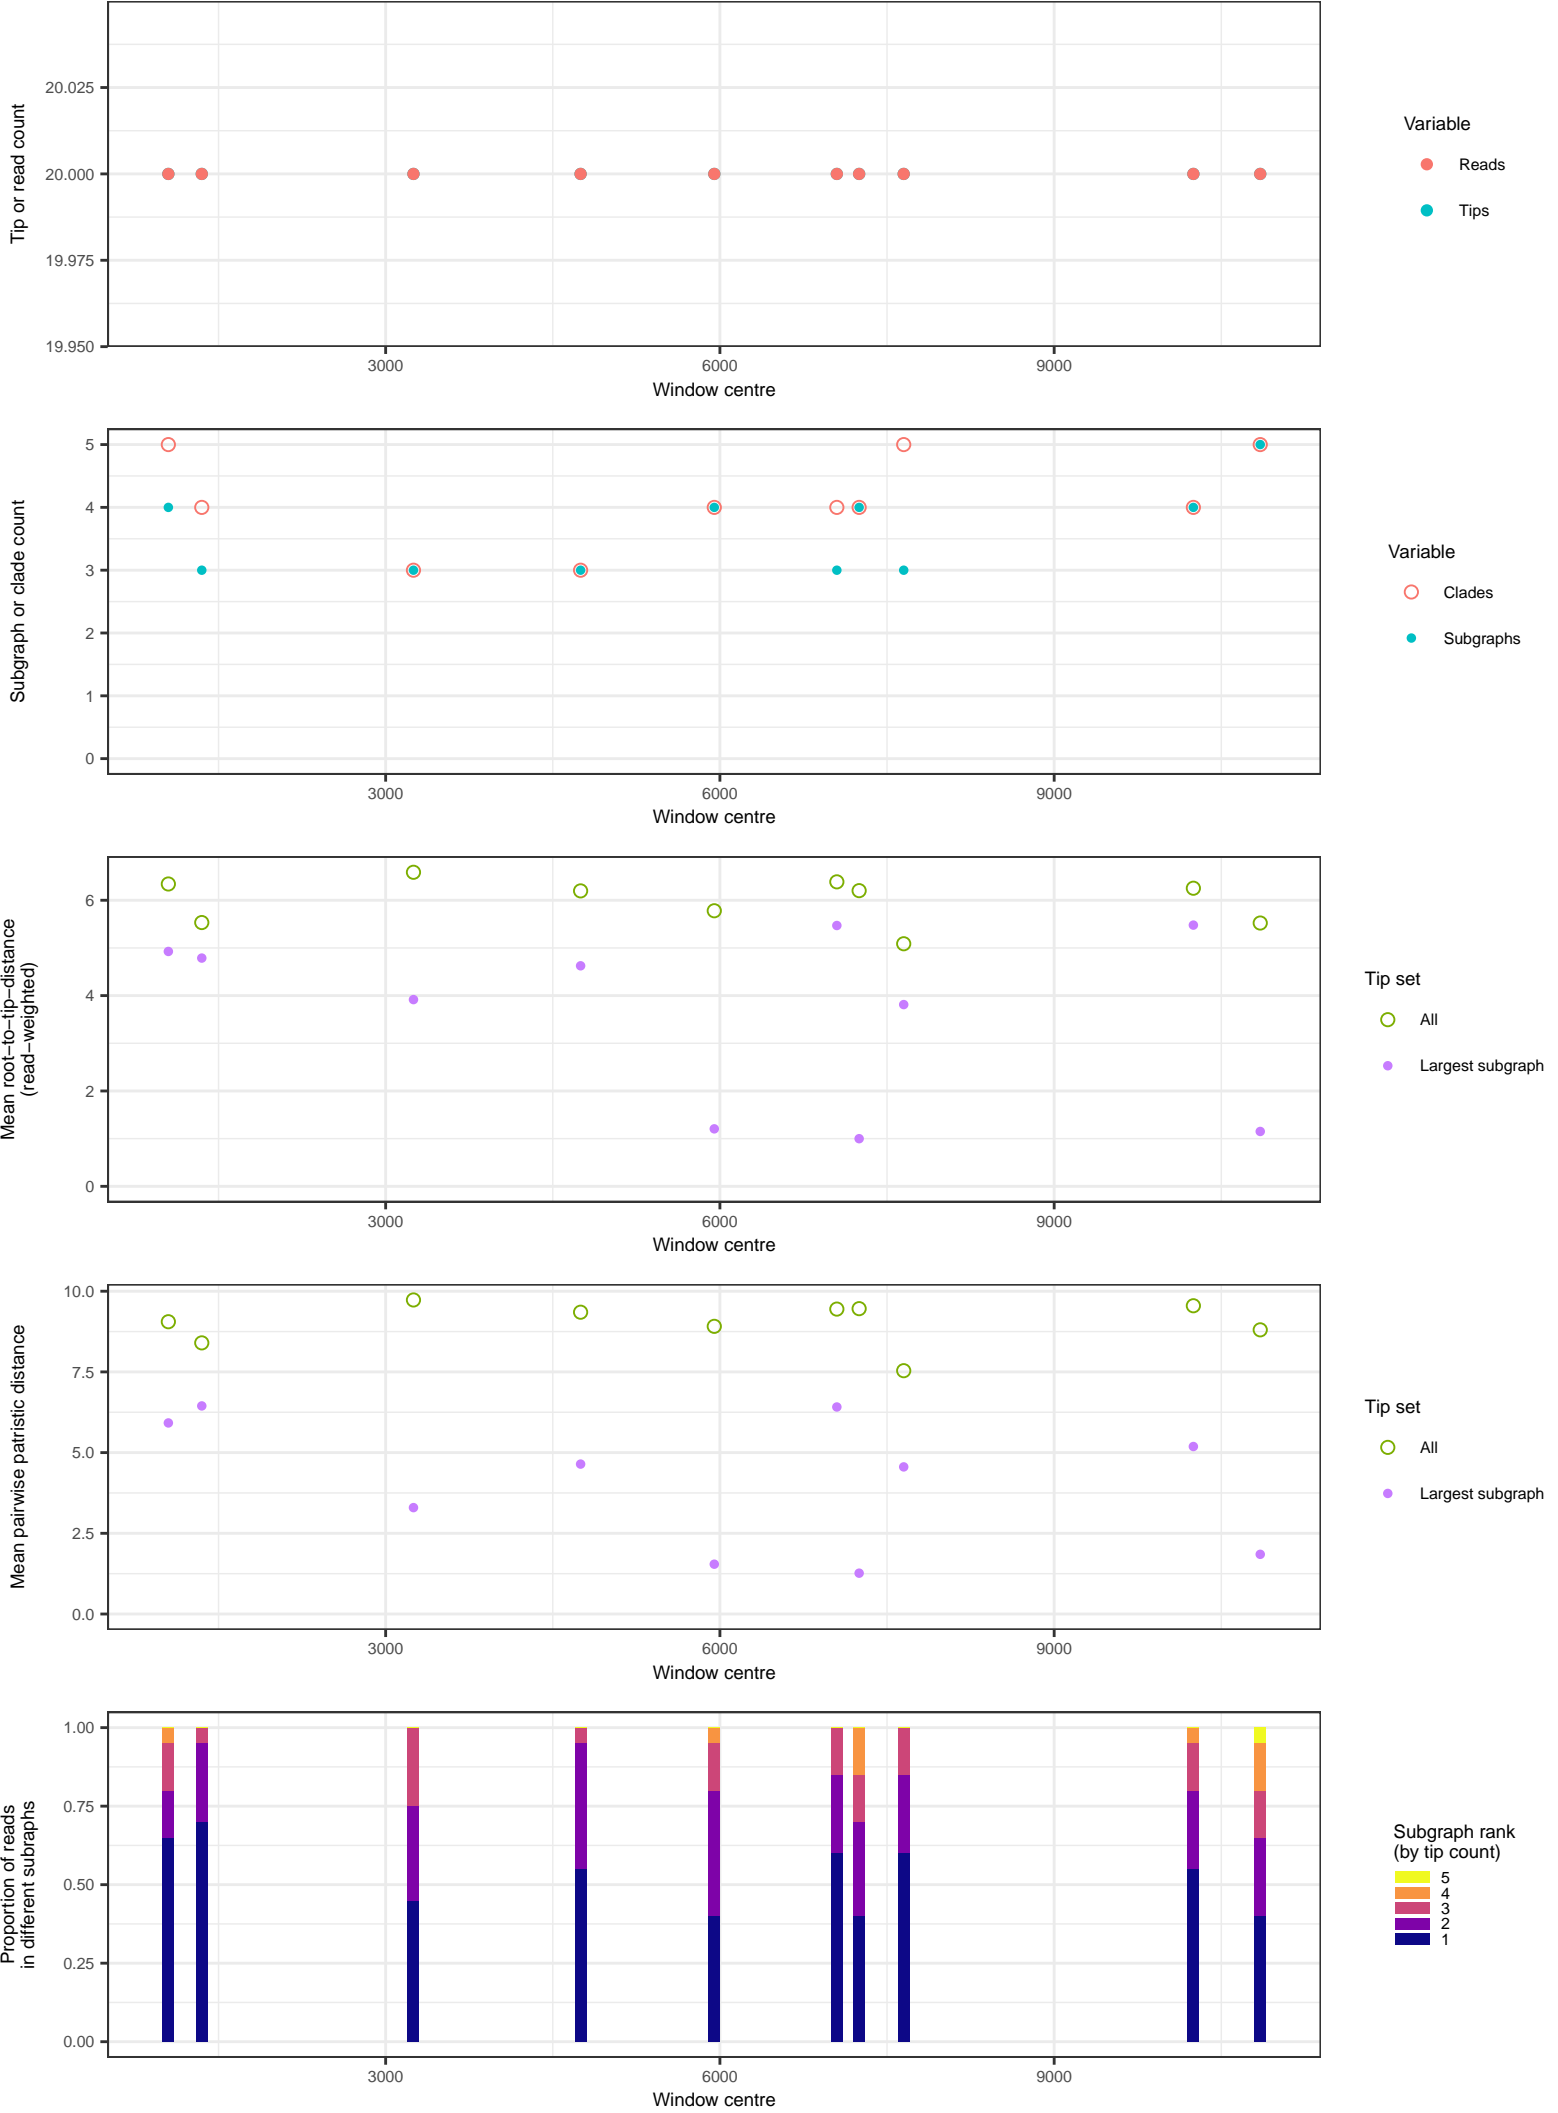 Tip or read count
20.025
20.000
19.975
19.950
3000
6000
9000
Window centre
Variable
Reads
Tips
Subgraph or clade count
5
4
3
2
1
0
3000
6000
9000
Window centre
Variable
Clades
Subgraphs
Mean root−to−tip−distance
(read−weighted)
6
4
2
0
3000
6000
9000
Window centre
Tip set
All
Largest subgraph
Mean pairwise patristic distance
10.0
7.5
5.0
2.5
0.0
3000
6000
9000
Window centre
Tip set
All
Largest subgraph
Proportion of reads
in different subraphs
1.00
0.75
0.50
0.25
0.00
3000
6000
9000
Window centre
Subgraph rank
(by tip count)
5
4
3
2
1